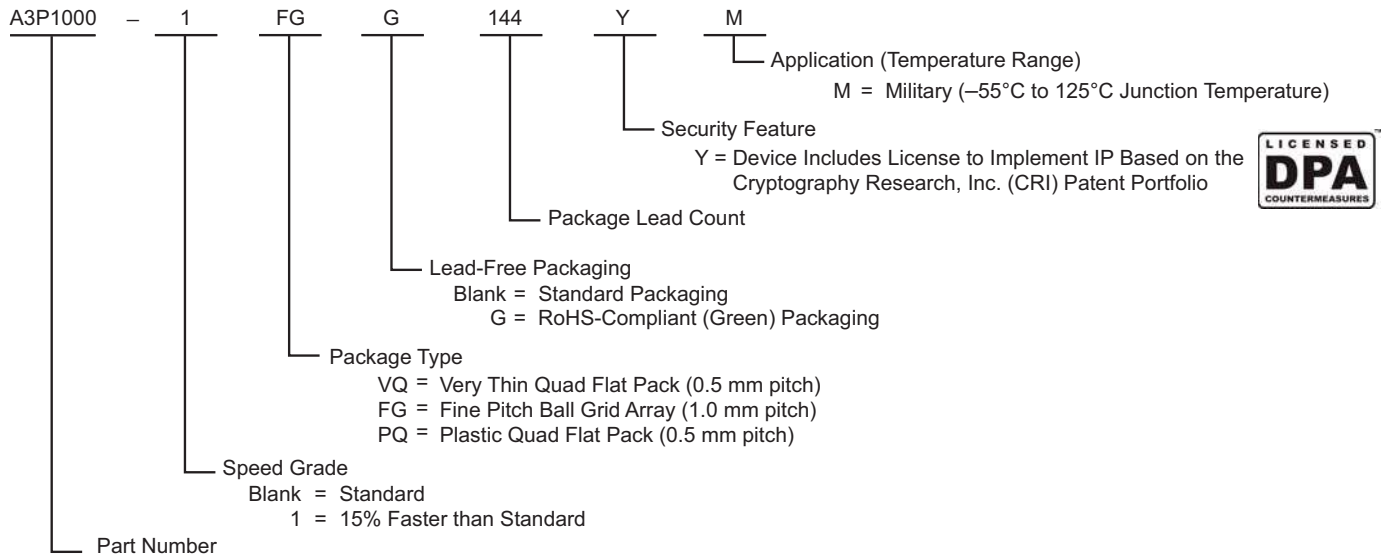 A3P1000 – 1 FG G 144 Y M
Application (Temperature Range)
M = Military (–55°C to 125°C Junction Temperature)
Security Feature
Y = Device Includes License to Implement IP Based on the
Cryptography Research, Inc. (CRI) Patent Portfolio
LICENSED
DPA
COUNTERMEASURES
™
Package Lead Count
Lead-Free Packaging
Blank = Standard Packaging
G = RoHS-Compliant (Green) Packaging
Package Type
VQ = Very Thin Quad Flat Pack (0.5 mm pitch)
FG = Fine Pitch Ball Grid Array (1.0 mm pitch)
PQ = Plastic Quad Flat Pack (0.5 mm pitch)
Speed Grade
Blank = Standard
1 = 15% Faster than Standard
Part Number